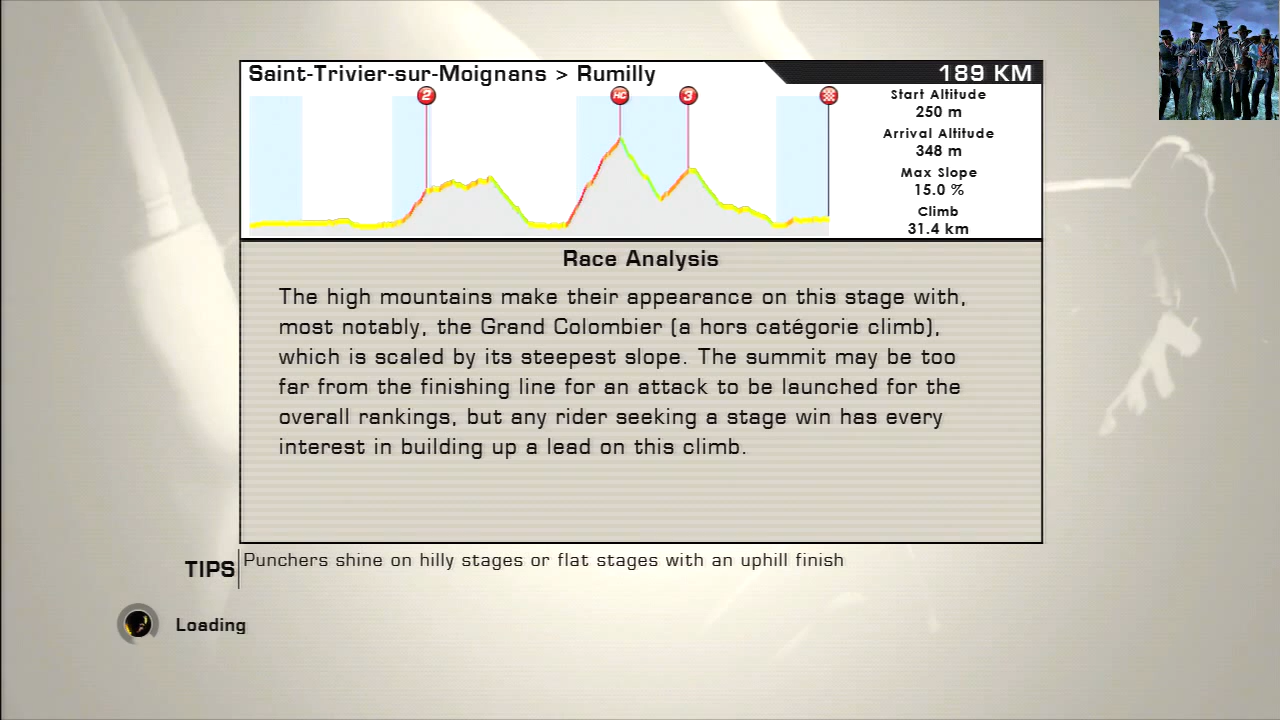 Saint-Trivier-sur-Moignans > Rumilly
189 KM
2
HC
3
Start Altitude
250 m
Arrival Altitude
348 m
Max Slope
15.0 %
Climb
31.4 km
Race Analysis
The high mountains make their appearance on this stage with,
most notably, the Grand Colombier (a hors catégorie climb),
which is scaled by its steepest slope. The summit may be too
far from the finishing line for an attack to be launched for the
overall rankings, but any rider seeking a stage win has every
interest in building up a lead on this climb.
TIPS
Punchers shine on hilly stages or flat stages with an uphill finish
Loading